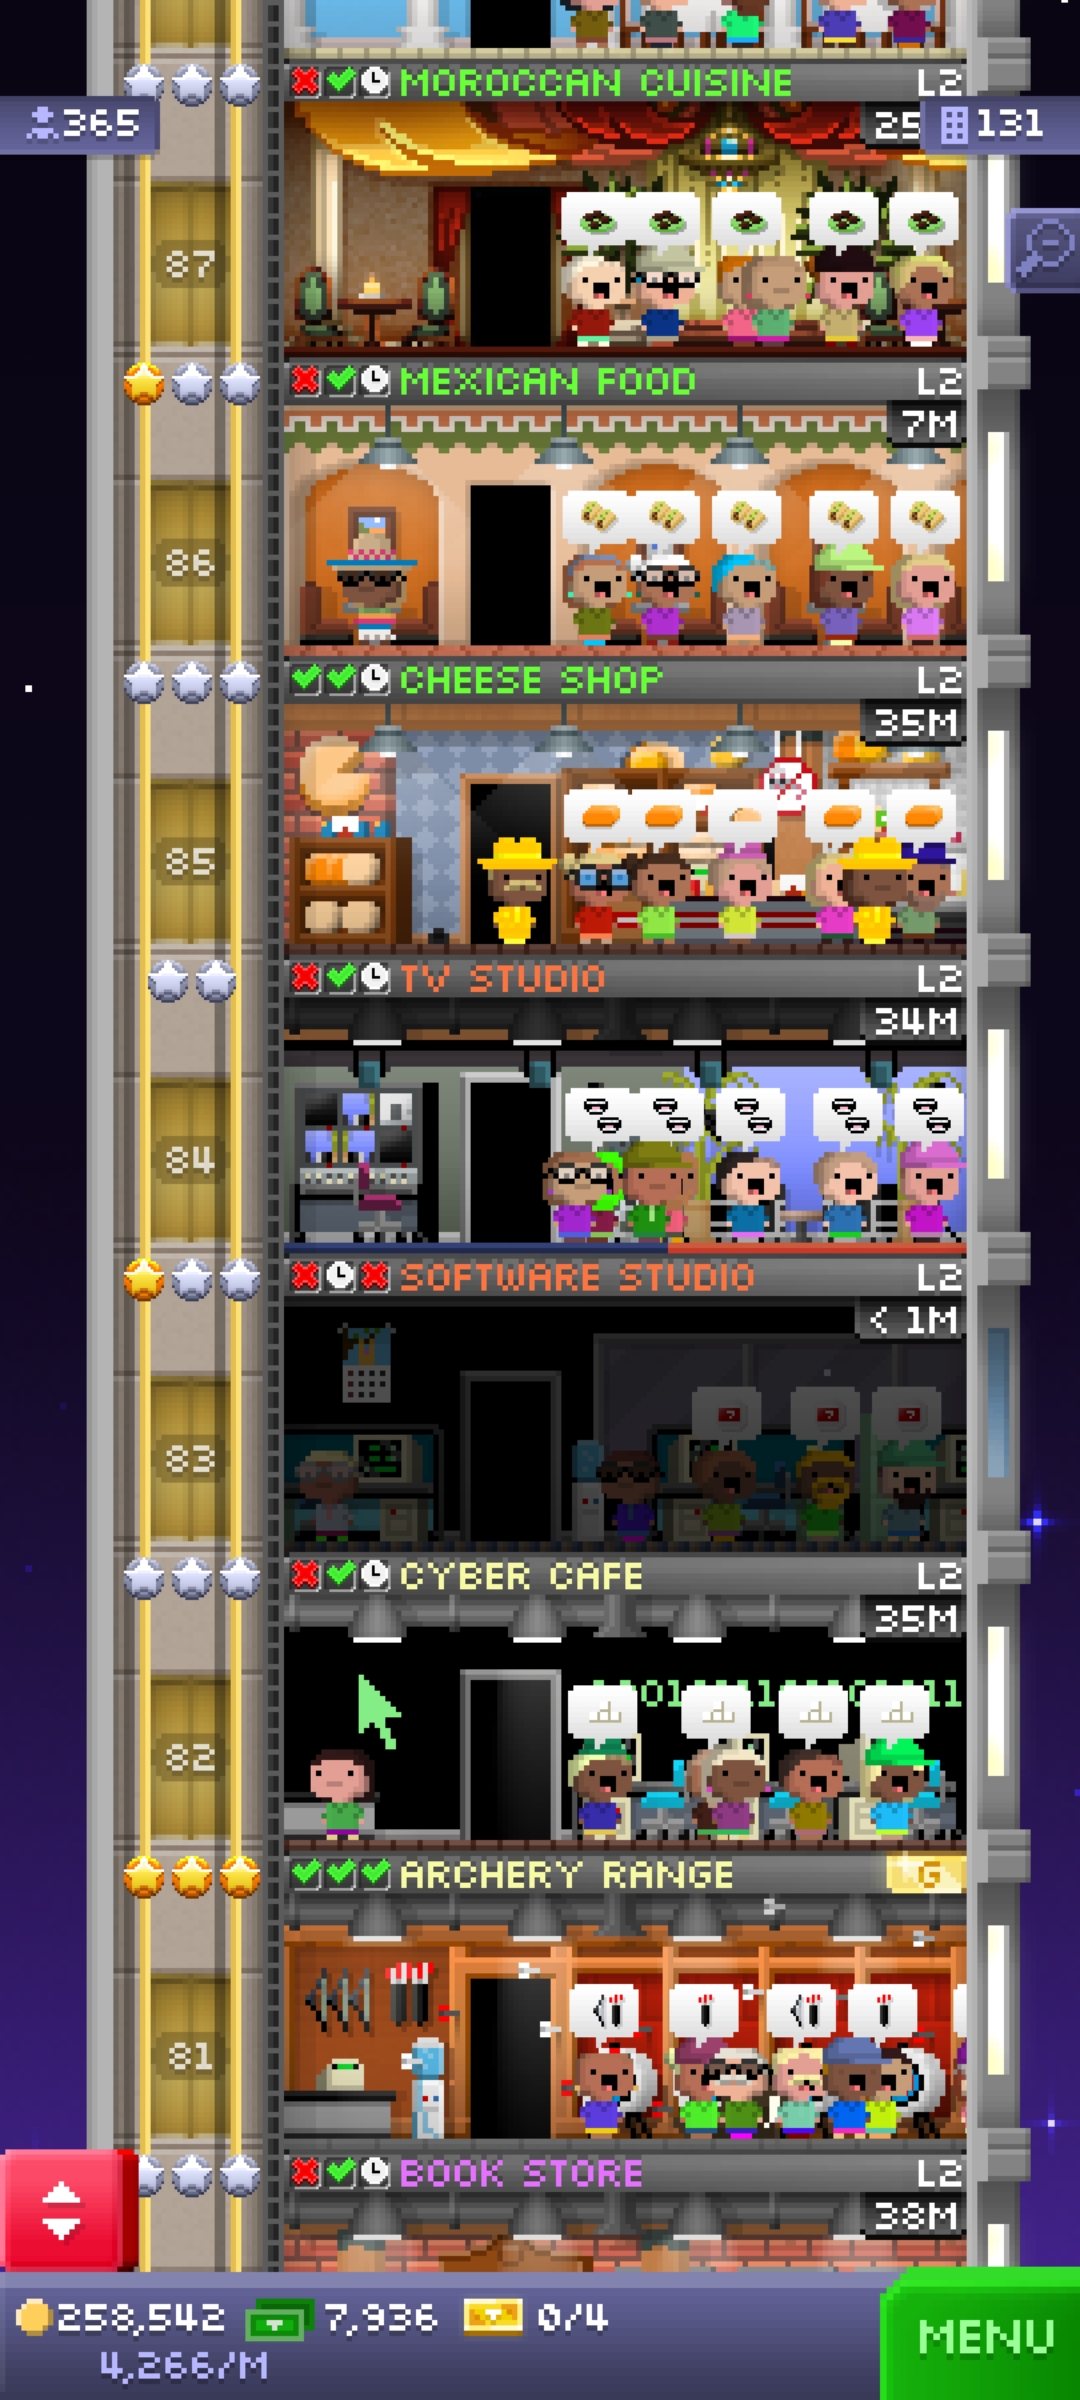 MOROCCAN CUISINE L2
365
25
131
87
MEXICAN FOOD L2
7M
86
CHEESE SHOP L2
35M
85
TV STUDIO L2
34M
84
SOFTWARE STUDIO L2
< 1M
83
CYBER CAFE L2
35M
82
ARCHERY RANGE G
81
BOOK STORE L2
38M
258,542 7,936 0/4
4,266/M
MENU